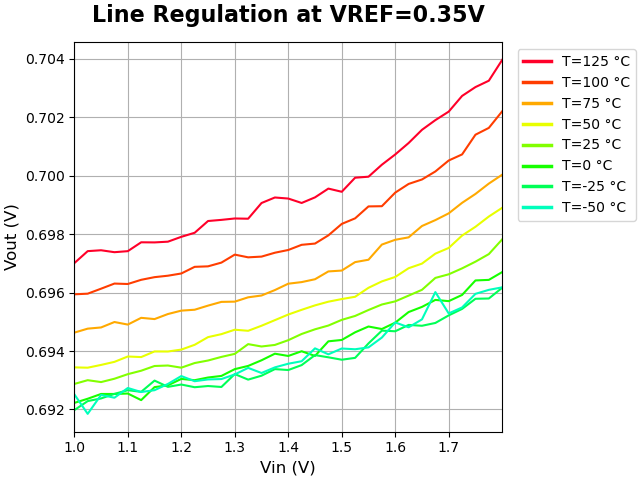 Line Regulation at VREF=0.35V
Vout (V)
0.704
0.702
0.700
0.698
0.696
0.694
0.692
1.0 1.1 1.2 1.3 1.4 1.5 1.6 1.7
Vin (V)
T=125 °C
T=100 °C
T=75 °C
T=50 °C
T=25 °C
T=0 °C
T=-25 °C
T=-50 °C